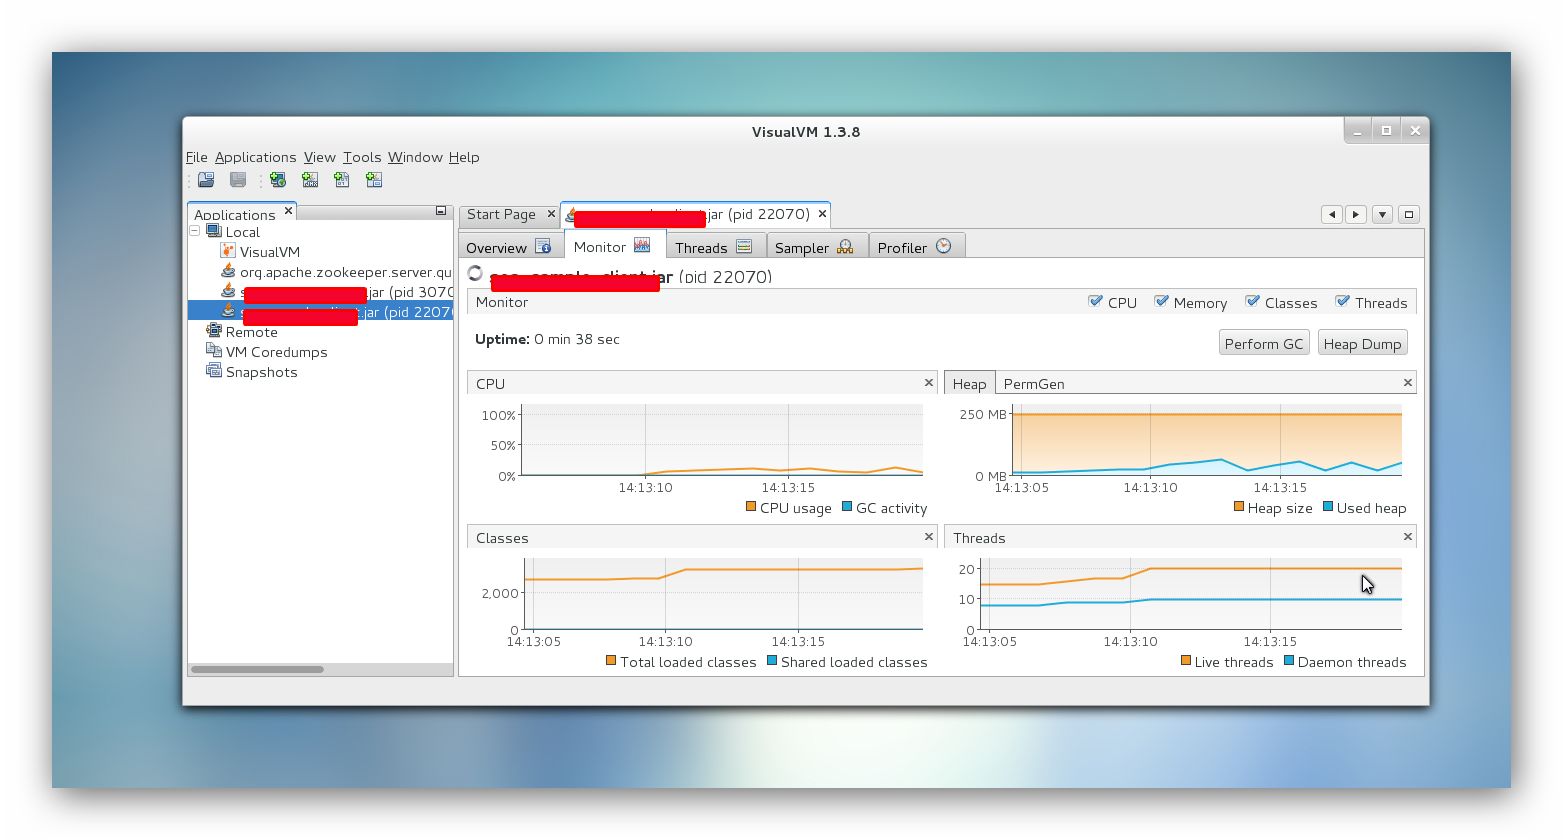 VisualVM 1.3.8
File Applications View Tools Window Help
Applications
Local
VisualVM
org.apache.zookeeper.server.qu
.jar (pid 3070
.jar (pid 2207
Remote
VM Coredumps
Snapshots
Start Page
.jar (pid 22070)
Overview Monitor Threads Sampler Profiler
(pid 22070)
Monitor CPU Memory Classes Threads
Uptime: 0 min 38 sec Perform GC Heap Dump
CPU
100%
50%
0%
14:13:10 14:13:15
CPU usage GC activity
Heap PermGen
250 MB
0 MB
14:13:05 14:13:10 14:13:15
Heap size Used heap
Classes
2,000
0
14:13:05 14:13:10 14:13:15
Total loaded classes Shared loaded classes
Threads
20
10
0
14:13:05 14:13:10 14:13:15
Live threads Daemon threads